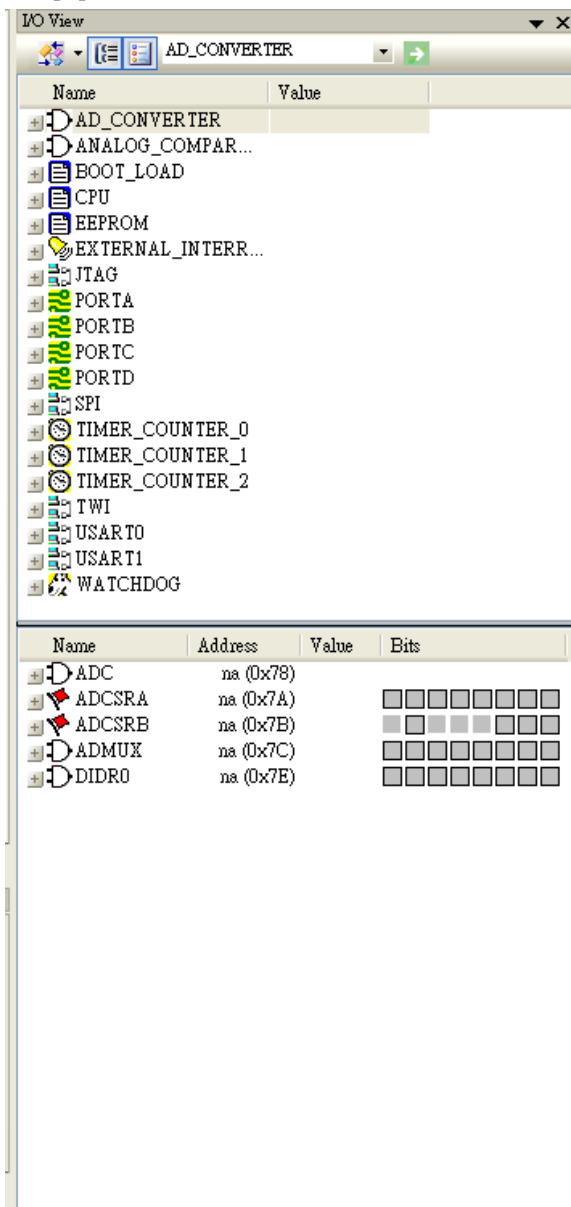 I/O View
AD_CONVERTER
Name Value
AD_CONVERTER
ANALOG_COMPAR...
BOOT_LOAD
CPU
EEPROM
EXTERNAL_INTERR...
JTAG
PORTA
PORTB
PORTC
PORTD
SPI
TIMER_COUNTER_0
TIMER_COUNTER_1
TIMER_COUNTER_2
TWI
USART0
USART1
WATCHDOG
Name Address Value Bits
ADC na (0x78)
ADCSRA na (0x7A)
ADCSRB na (0x7B)
ADMUX na (0x7C)
DIDR0 na (0x7E)